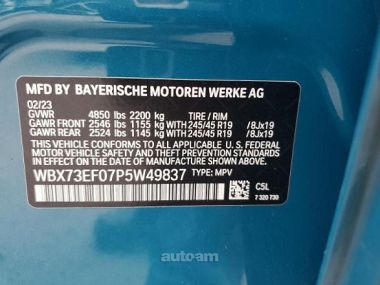 MFD BY BAYERISCHE MOTOREN WERKE AG
02/23
GVWR 4850 lbs 2200 kg TIRE / RIM
GAWR FRONT 2546 lbs 1155 kg 245/45 R19 /8Jx19
GAWR REAR 2524 lbs 1145 kg 245/45 R19 /8Jx19
THIS VEHICLE CONFORMS TO ALL APPLICABLE
U. S. FEDERAL MOTOR VEHICLE SAFETY
AND THEFT PREVENTION STANDARDS IN EFFECT
ON THE DATE OF MANUFACTURE SHOWN ABOVE.
WBX73EF07P5W49837 TYPE: MPV
C5L
7 320 730
autoam